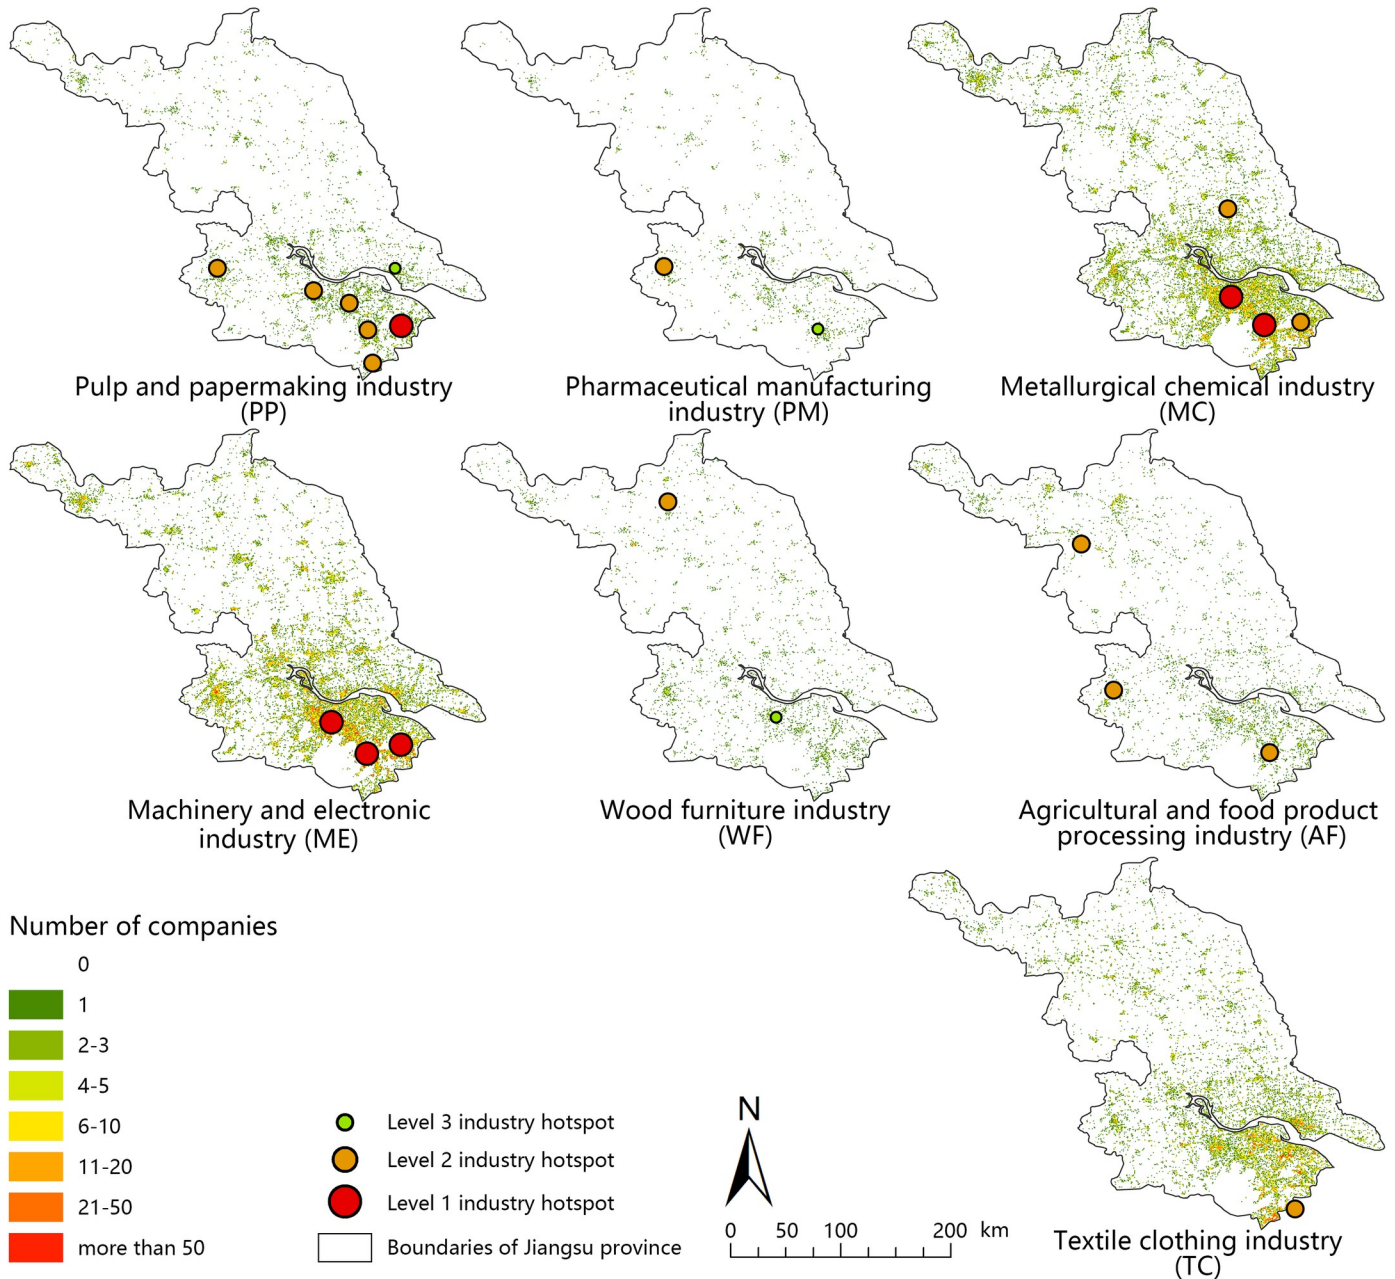 Pulp and papermaking industry
(PP)
Pharmaceutical manufacturing
industry (PM)
Metallurgical chemical industry
(MC)
Machinery and electronic
industry (ME)
Wood furniture industry
(WF)
Agricultural and food product
processing industry (AF)
Number of companies
0
1
2-3
4-5
6-10
11-20
21-50
more than 50
Level 3 industry hotspot
Level 2 industry hotspot
Level 1 industry hotspot
Boundaries of Jiangsu province
N
0 50 100 200 km
Textile clothing industry
(TC)